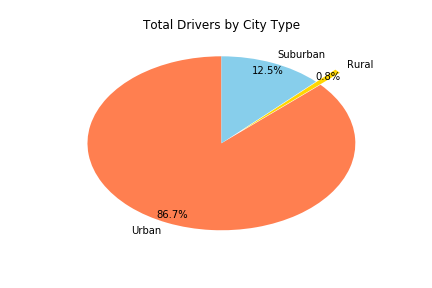 Total Drivers by City Type
Suburban
12.5%
Rural
0.8%
86.7%
Urban